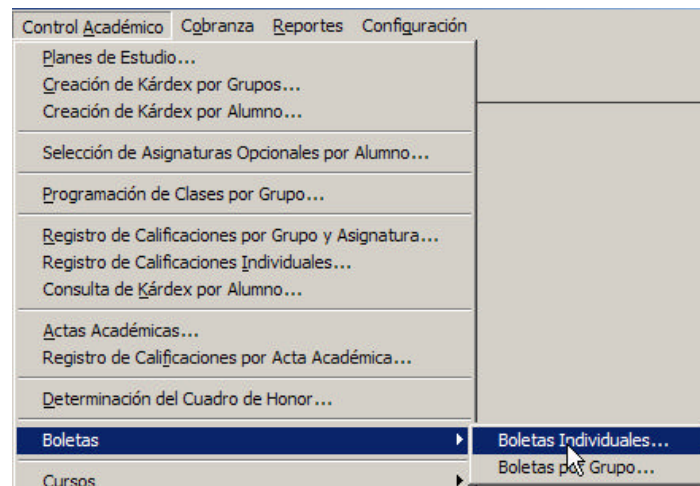 Control Académico Cobranza Reportes Configuración
Planes de Estudio...
Creación de Kárdex por Grupos...
Creación de Kárdex por Alumno...
Selección de Asignaturas Opcionales por Alumno...
Programación de Clases por Grupo...
Registro de Calificaciones por Grupo y Asignatura...
Registro de Calificaciones Individuales...
Consulta de Kárdex por Alumno...
Actas Académicas...
Registro de Calificaciones por Acta Académica...
Determinación del Cuadro de Honor...
Boletas
Boletas Individuales...
Boletas por Grupo...
Cursos